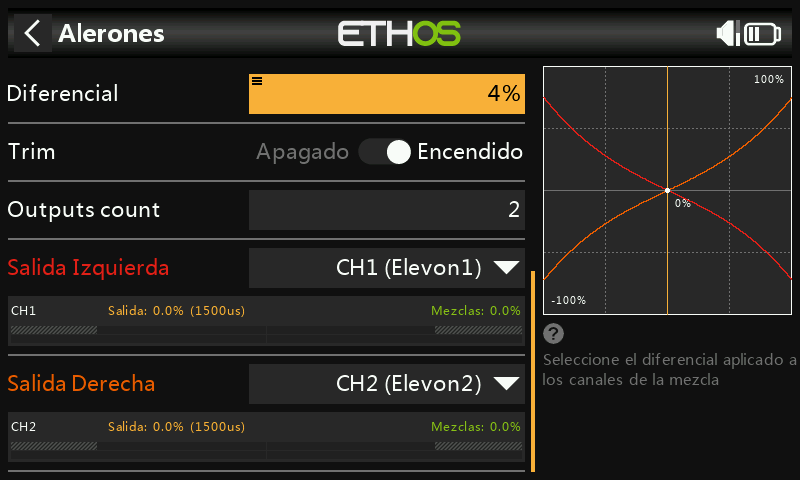 Alerones
ETHOS
Diferencial
4%
Trim
Apagado
Encendido
Outputs count
2
Salida Izquierda
CH1 (Elevon1)
CH1
Salida: 0.0% (1500us)
Mezclas: 0.0%
Salida Derecha
CH2 (Elevon2)
CH2
Salida: 0.0% (1500us)
Mezclas: 0.0%
100%
0%
-100%
?
Seleccione el diferencial aplicado a
los canales de la mezcla